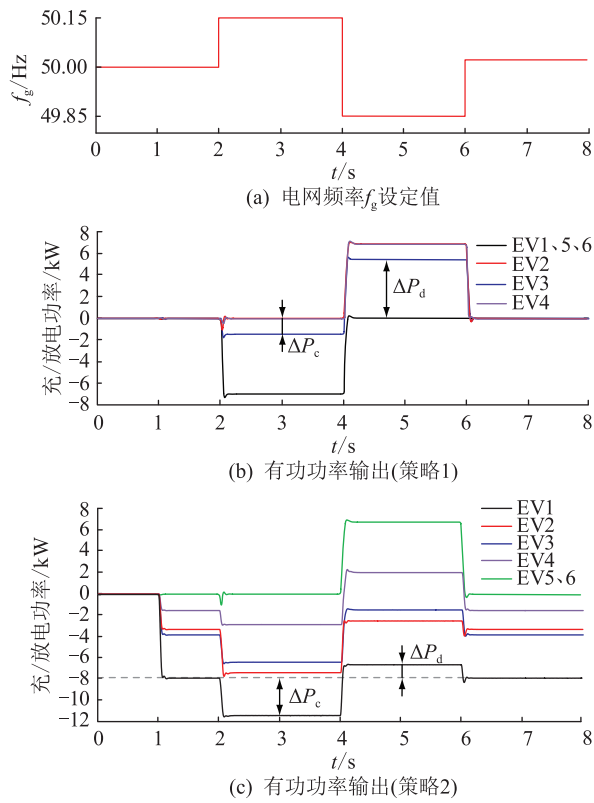 50.15
50.00
49.85
f_g/Hz
0 1 2 3 4 5 6 7 8
t/s
(a) 电网频率f_g设定值
8
6
4
2
0
−2
−4
−6
−8
充/放电功率/kW
EV1、5、6
EV2
EV3
EV4
ΔP_d
ΔP_c
0 1 2 3 4 5 6 7 8
t/s
(b) 有功功率输出(策略1)
8
6
4
2
0
−2
−4
−6
−8
−10
−12
充/放电功率/kW
EV1
EV2
EV3
EV4
EV5、6
ΔP_d
ΔP_c
0 1 2 3 4 5 6 7 8
t/s
(c) 有功功率输出(策略2)